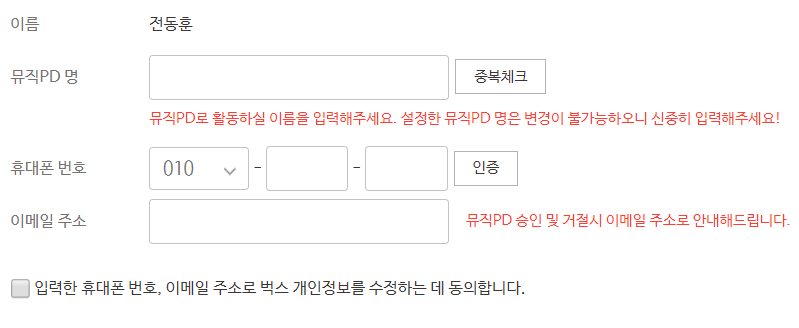 이름 전동훈
뮤직PD 명 중복체크
뮤직PD로 활동하실 이름을 입력해주세요. 설정한 뮤직PD 명은 변경이 불가능하오니 신중히 입력해주세요!
휴대폰 번호 010 - - 인증
이메일 주소 뮤직PD 승인 및 거절시 이메일 주소로 안내해드립니다.
입력한 휴대폰 번호, 이메일 주소로 벅스 개인정보를 수정하는 데 동의합니다.